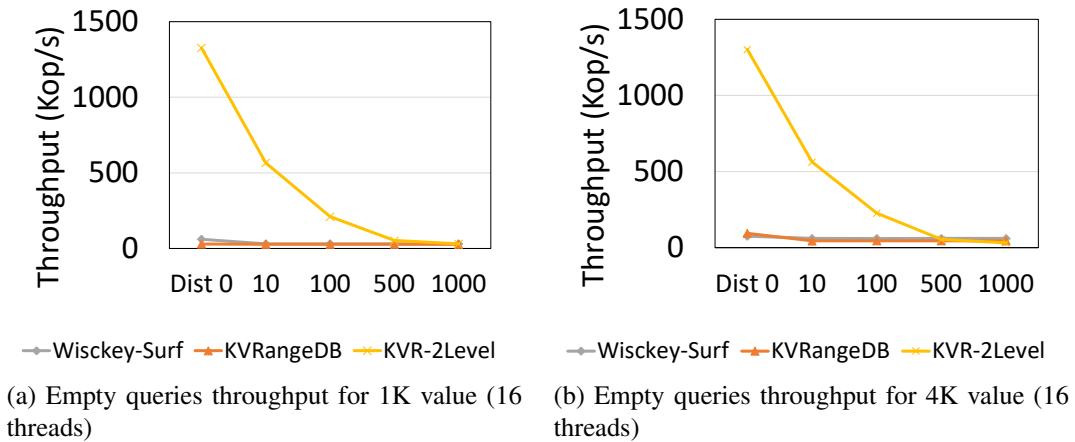 Throughput (Kop/s)
1500
1000
500
0
Dist 0 10 100 500 1000
Wisckey-Surf KVRangeDB KVR-2Level
(a) Empty queries throughput for 1K value (16
threads)
Throughput (Kop/s)
1500
1000
500
0
Dist 0 10 100 500 1000
Wisckey-Surf KVRangeDB KVR-2Level
(b) Empty queries throughput for 4K value (16
threads)